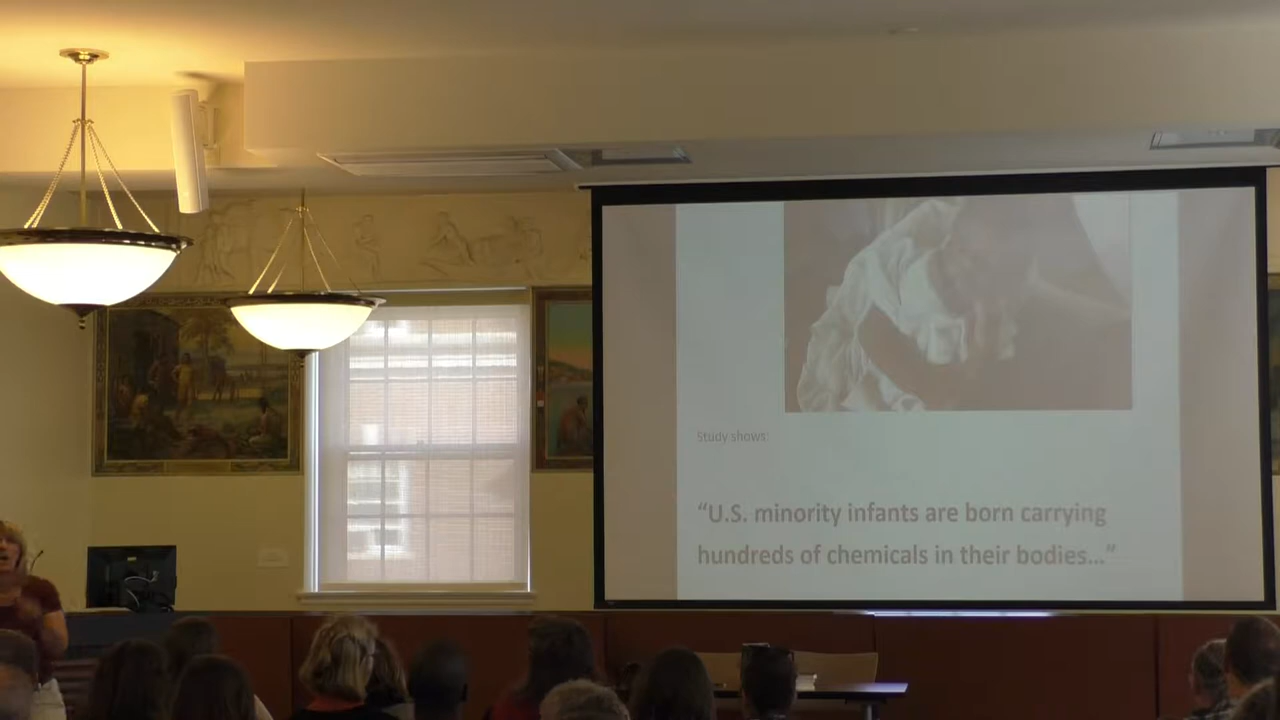 Study shows:
“U.S. minority infants are born carrying
hundreds of chemicals in their bodies...”